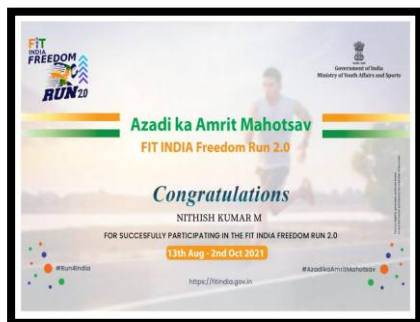 FiT
INDIA
FREEDOM
RUN 2.0
Government of India
Ministry of Youth Affairs and Sports
Azadi ka Amrit Mahotsav
FIT INDIA Freedom Run 2.0
Congratulations
NITHISH KUMAR M
FOR SUCCESFULLY PARTICIPATING IN THE FIT INDIA FREEDOM RUN 2.0
13th Aug - 2nd Oct 2021
#Run4India
#AzadikaAmritMahotsav
https://fitindia.gov.in